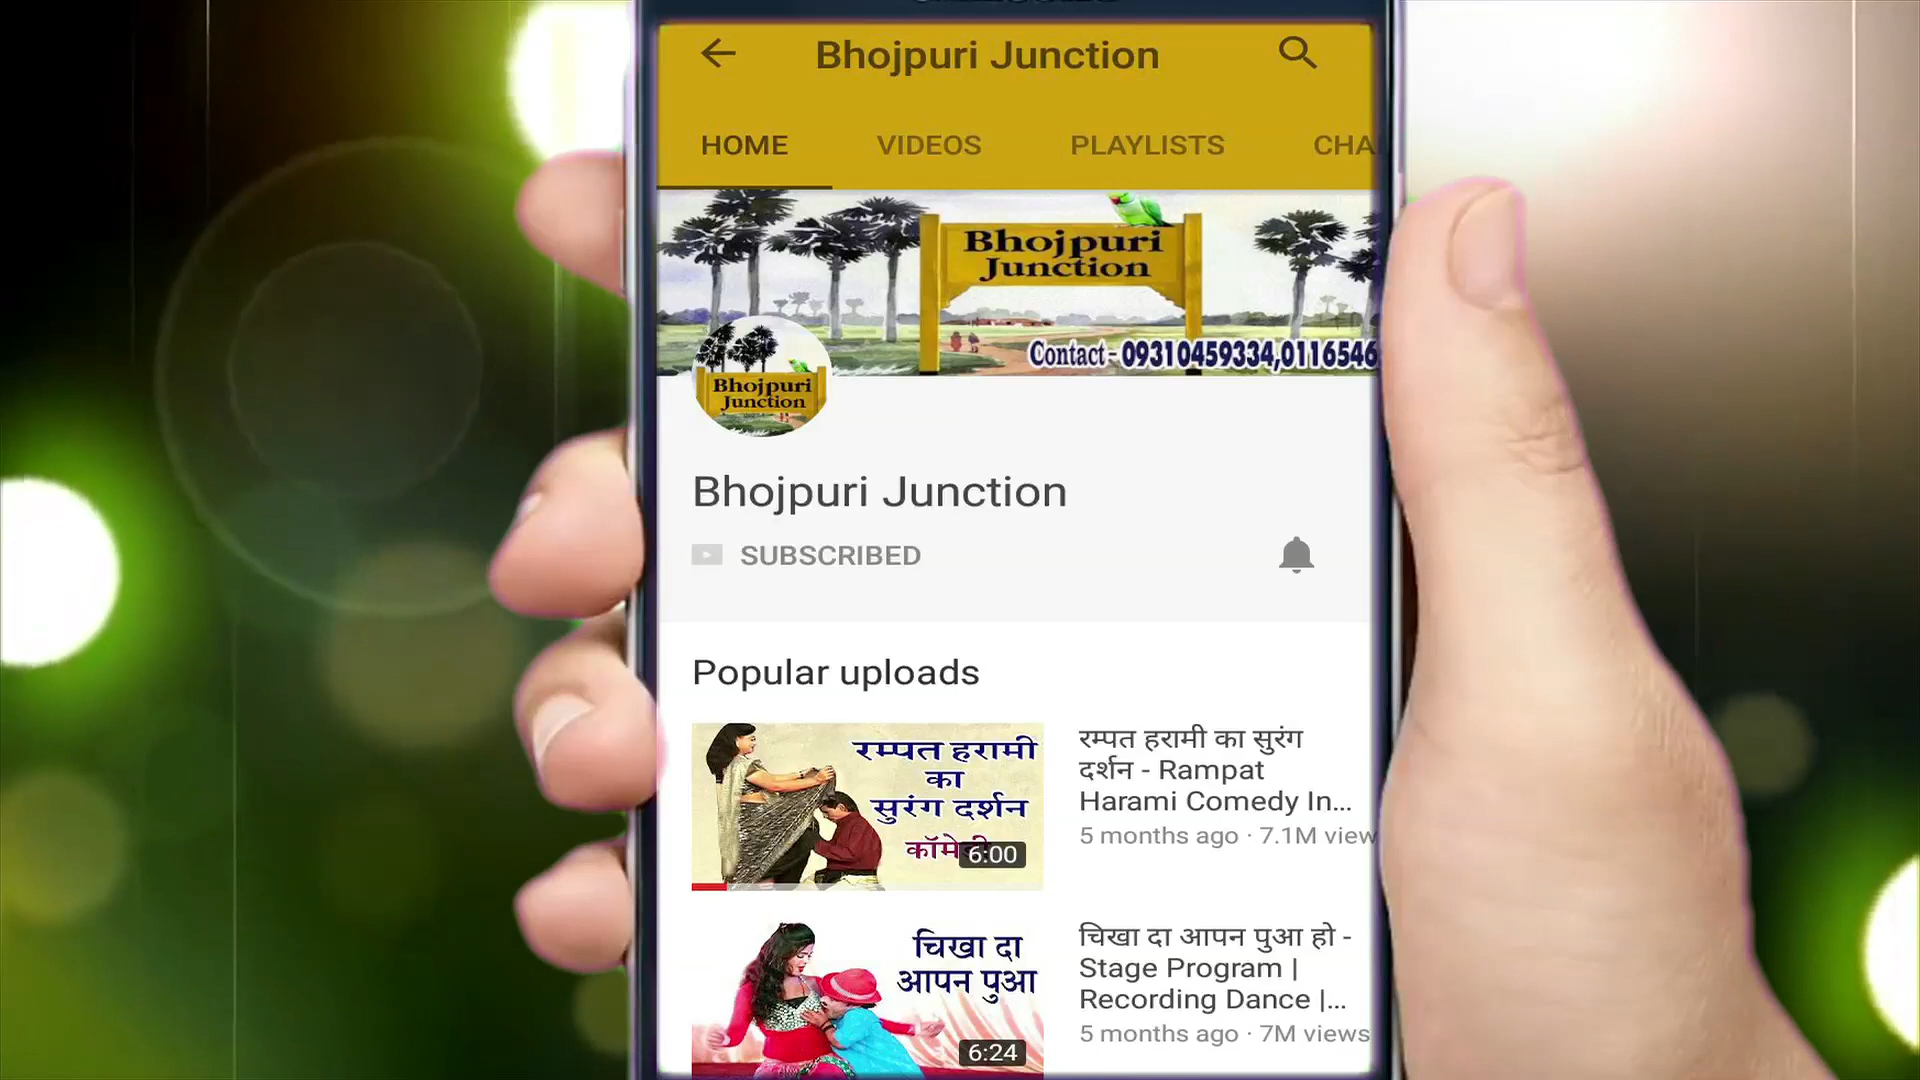 Bhojpuri Junction
HOME VIDEOS PLAYLISTS CHA
Bhojpuri
Junction
Contact - 09310459334,0116546
Bhojpuri
Junction
Bhojpuri Junction
SUBSCRIBED
Popular uploads
रम्पत हरामी
का
सुरंग दर्शन
6:00
रम्पत हरामी का सुरंग
दर्शन - Rampat
Harami Comedy In...
5 months ago · 7.1M view
चिखा दा
आपन पुआ
6:24
चिखा दा आपन पुआ हो -
Stage Program |
Recording Dance |...
5 months ago · 7M views